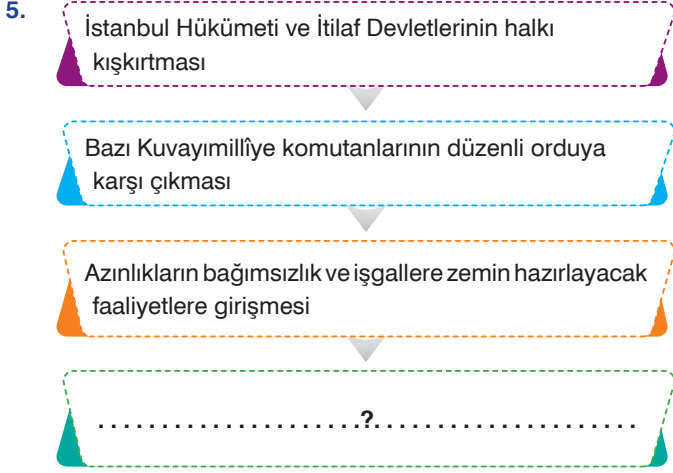 5.
İstanbul Hükümeti ve İtilaf Devletlerinin halkı
kışkırtması
Bazı Kuvayımillîye komutanlarının düzenli orduya
karşı çıkması
Azınlıkların bağımsızlık ve işgallere zemin hazırlayacak
faaliyetlere girişmesi
. . . . . . . . . . . . . . . . . . . . .?. . . . . . . . . . . . . . . . . . . . .